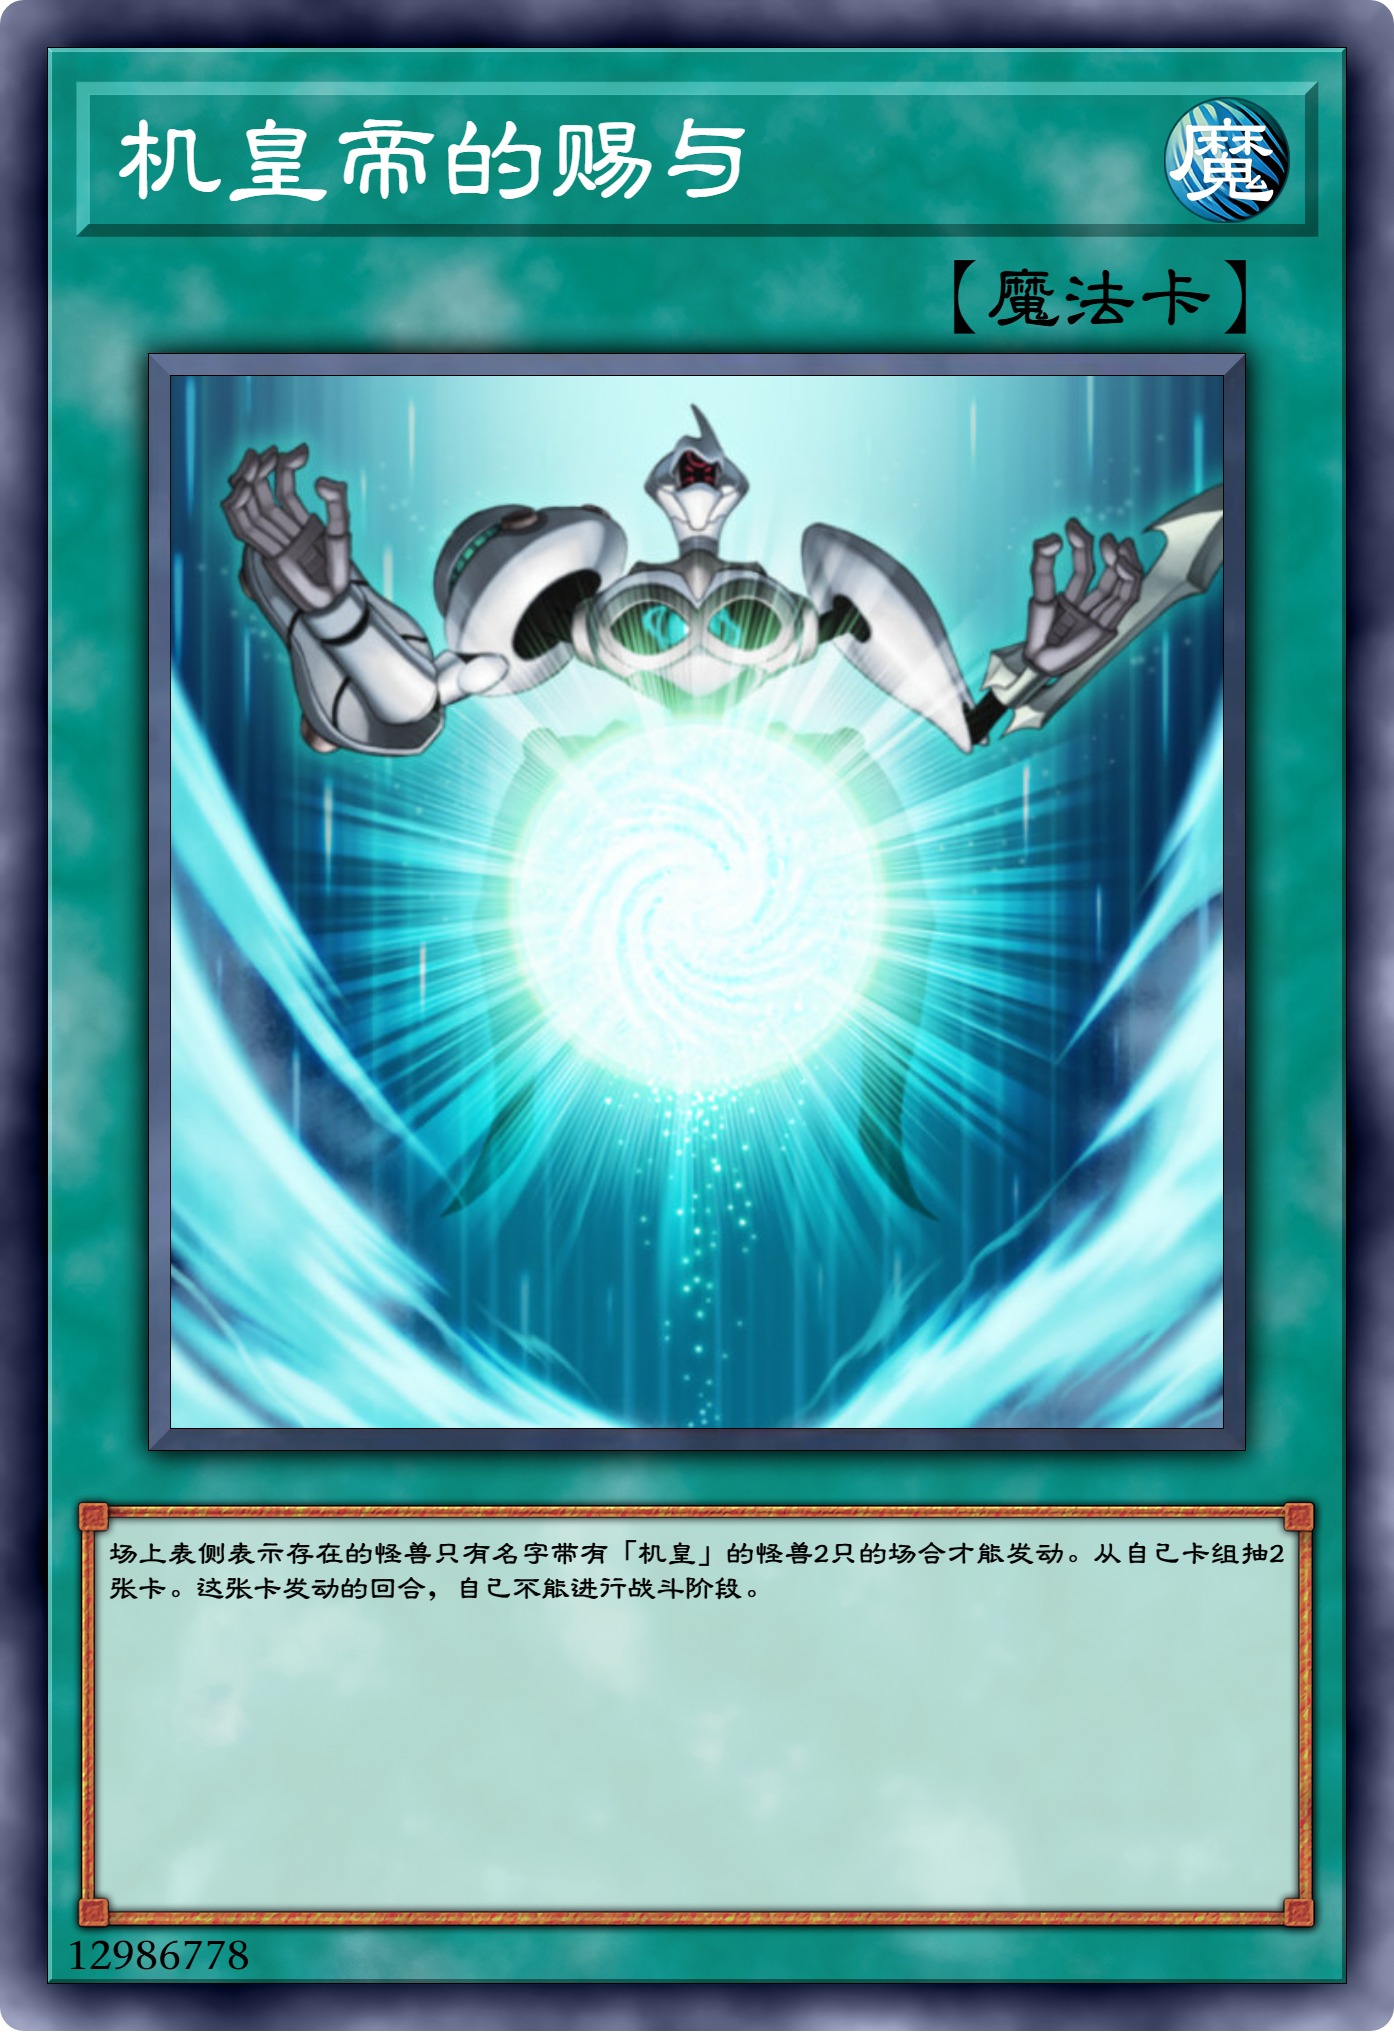 机皇帝的赐与
魔
【魔法卡】
场上表侧表示存在的怪兽只有名字带有「机皇」的怪兽2只的场合才能发动。从自己卡组抽2
张卡。这张卡发动的回合，自己不能进行战斗阶段。
12986778